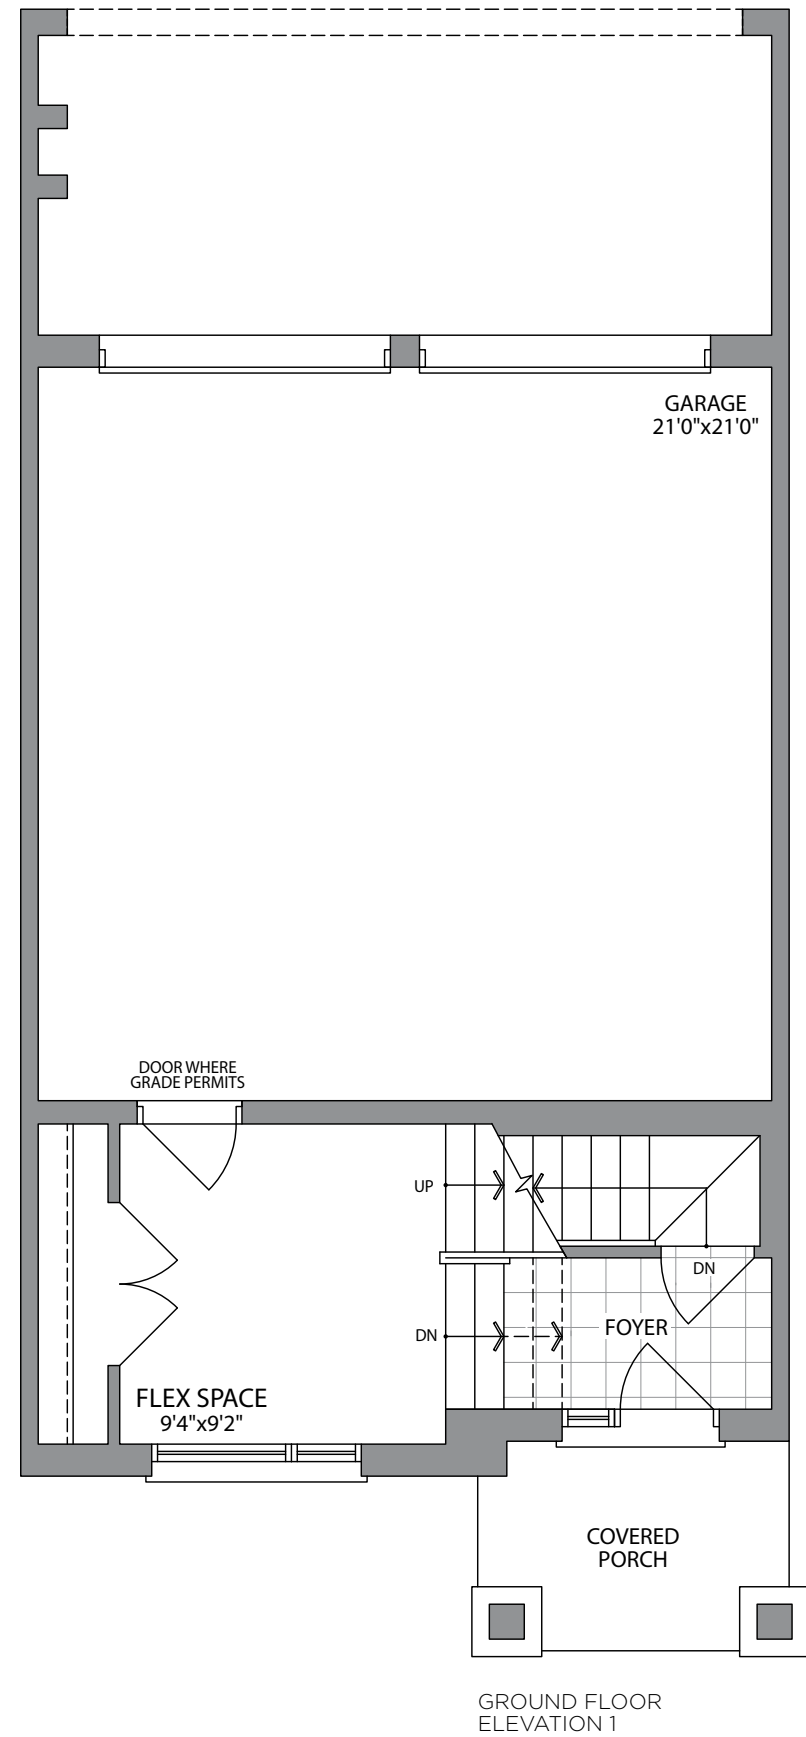 GARAGE
21'0"x21'0"
DOOR WHERE
GRADE PERMITS
UP
DN
DN
FOYER
FLEX SPACE
9'4"x9'2"
COVERED
PORCH
GROUND FLOOR
ELEVATION 1